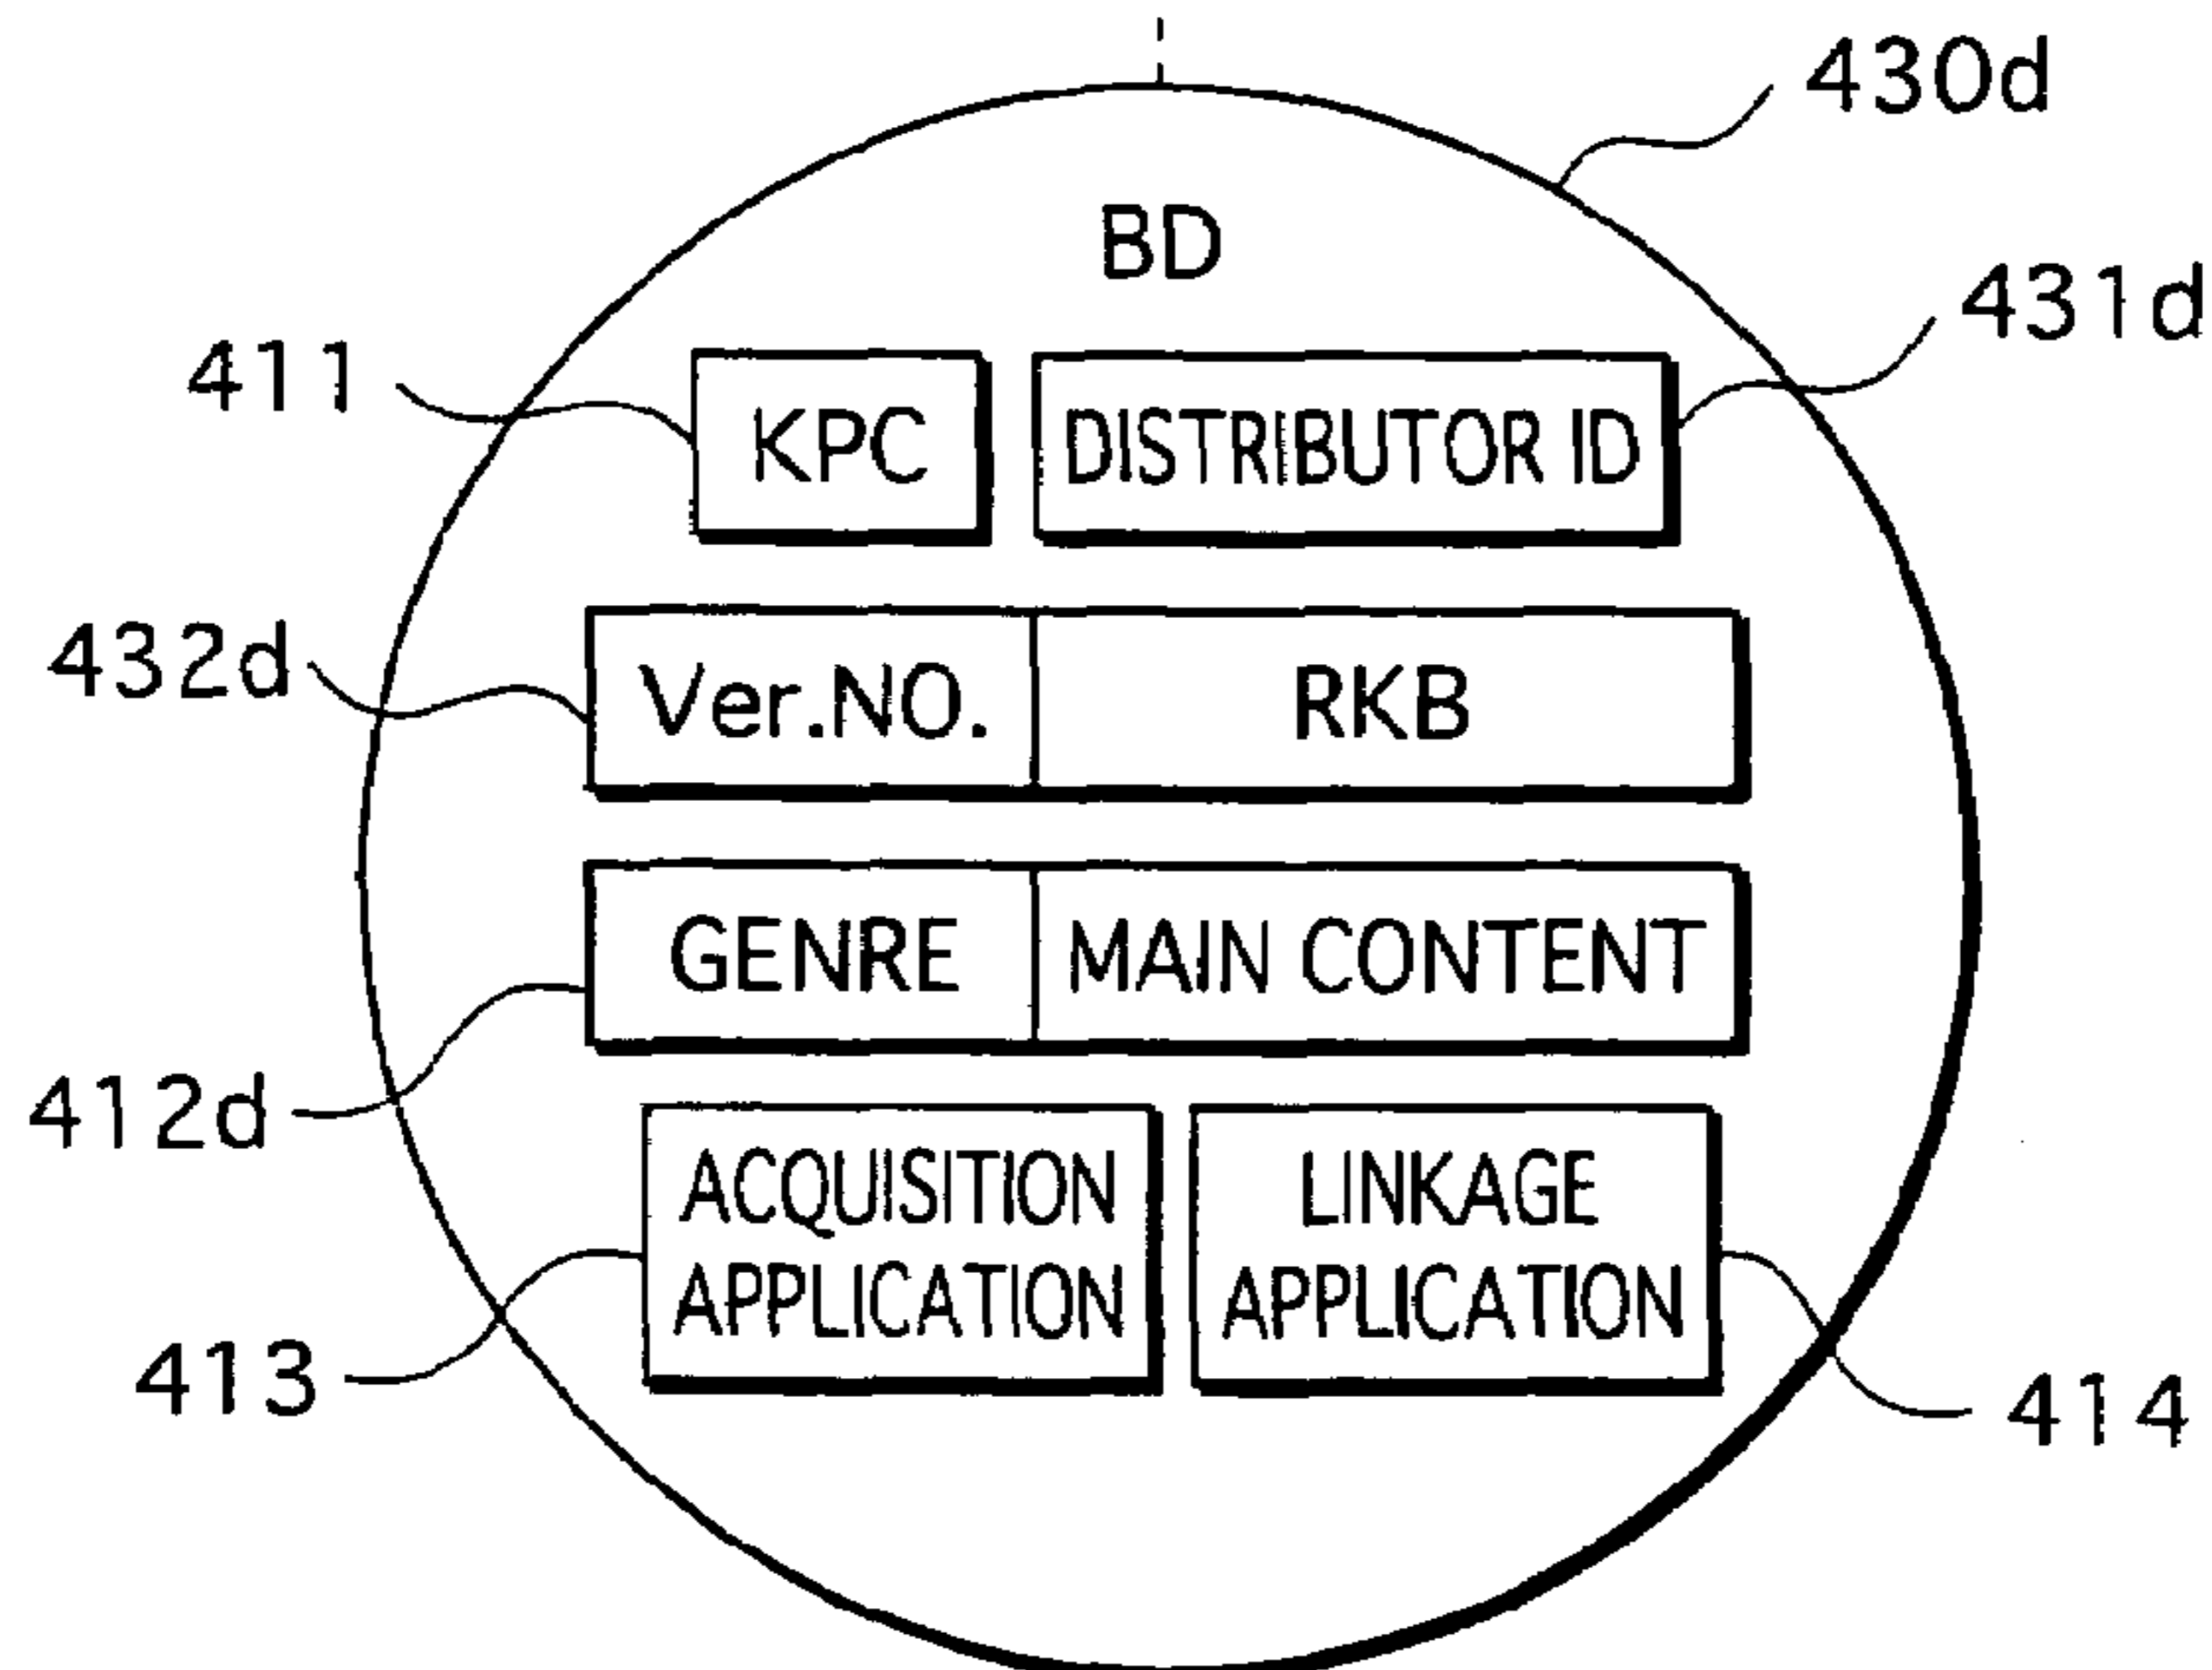 430d
BD
431d
411
KPC
DISTRIBUTOR ID
432d
Ver.NO.
RKB
GENRE
MAIN CONTENT
412d
ACQUISITION
APPLICATION
LINKAGE
APPLICATION
413
414